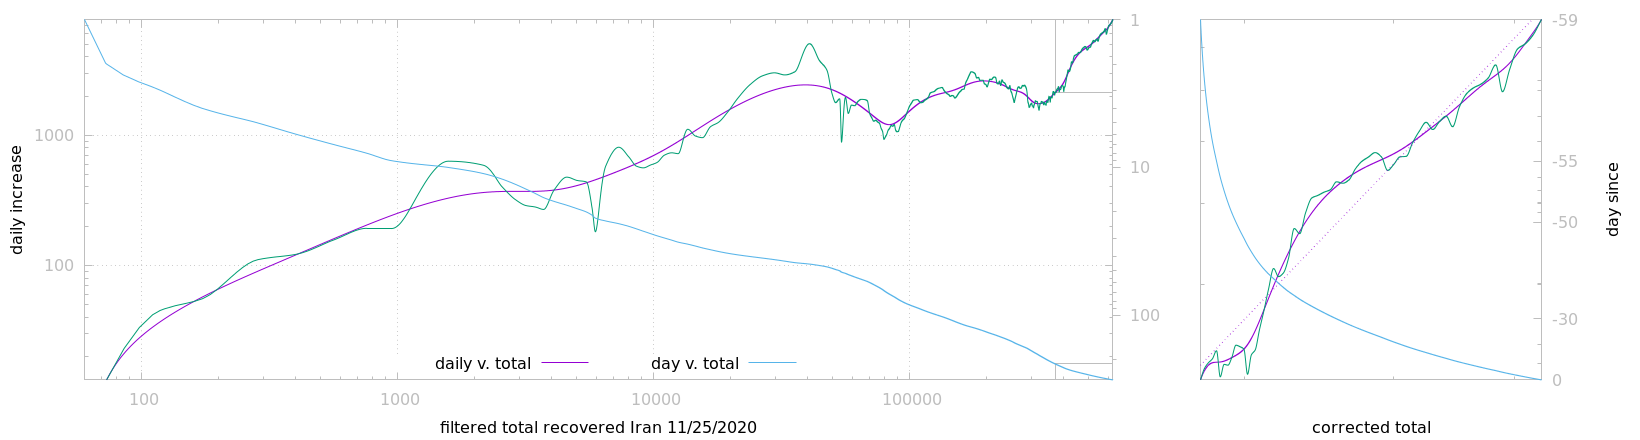 1
-59
1000
daily increase
10
-55
day since
-50
100
100
-30
daily v. total
day v. total
0
100
1000
10000
100000
filtered total recovered Iran 11/25/2020
corrected total